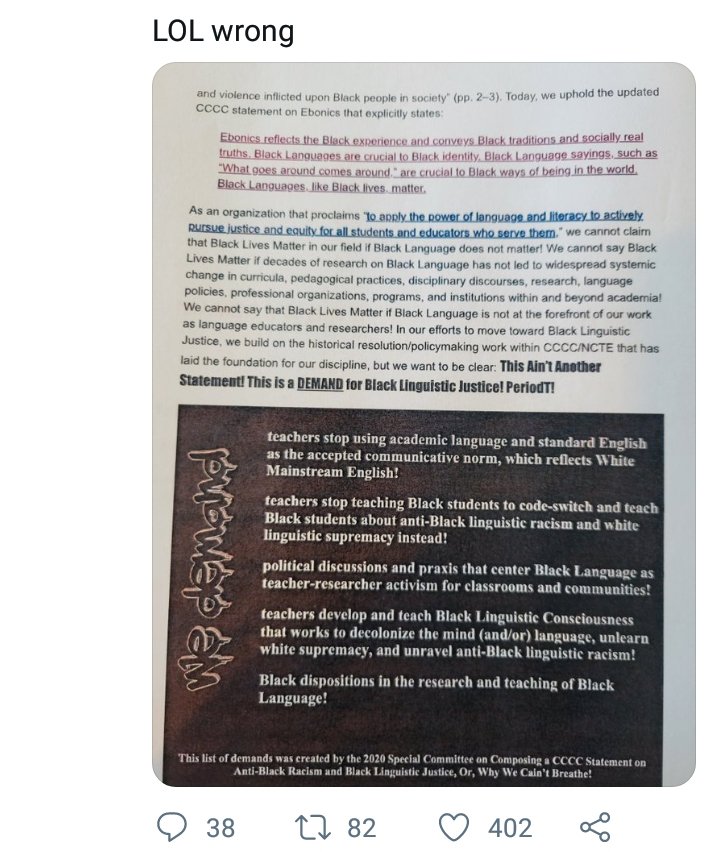 LOL wrong
and violence inflicted upon Black people in society" (pp. 2–3). Today, we uphold the updated
CCCC statement on Ebonics that explicitly states:
Ebonics reflects the Black experience and conveys Black traditions and socially real
truths. Black Languages are crucial to Black identity. Black Language sayings, such as
"What goes around comes around," are crucial to Black ways of being in the world.
Black Languages, like Black lives, matter.
As an organization that proclaims "to apply the power of language and literacy to actively
pursue justice and equity for all students and educators who serve them," we cannot claim
that Black Lives Matter in our field if Black Language does not matter! We cannot say Black
Lives Matter if decades of research on Black Language has not led to widespread systemic
change in curricula, pedagogical practices, disciplinary discourses, research, language
policies, professional organizations, programs, and institutions within and beyond academia!
We cannot say that Black Lives Matter if Black Language is not at the forefront of our work
as language educators and researchers! In our efforts to move toward Black Linguistic
Justice, we build on the historical resolution/policymaking work within CCCC/NCTE that has
laid the foundation for our discipline, but we want to be clear: This Ain't Another
Statement! This is a DEMAND for Black Linguistic Justice! PeriodT!
we demand
teachers stop using academic language and standard English
as the accepted communicative norm, which reflects White
Mainstream English!
teachers stop teaching Black students to code-switch and teach
Black students about anti-Black linguistic racism and white
linguistic supremacy instead!
political discussions and praxis that center Black Language as
teacher-researcher activism for classrooms and communities!
teachers develop and teach Black Linguistic Consciousness
that works to decolonize the mind (and/or) language, unlearn
white supremacy, and unravel anti-Black linguistic racism!
Black dispositions in the research and teaching of Black
Language!
This list of demands was created by the 2020 Special Committee on Composing a CCCC Statement on
Anti-Black Racism and Black Linguistic Justice, Or, Why We Cain't Breathe!
38 82 402